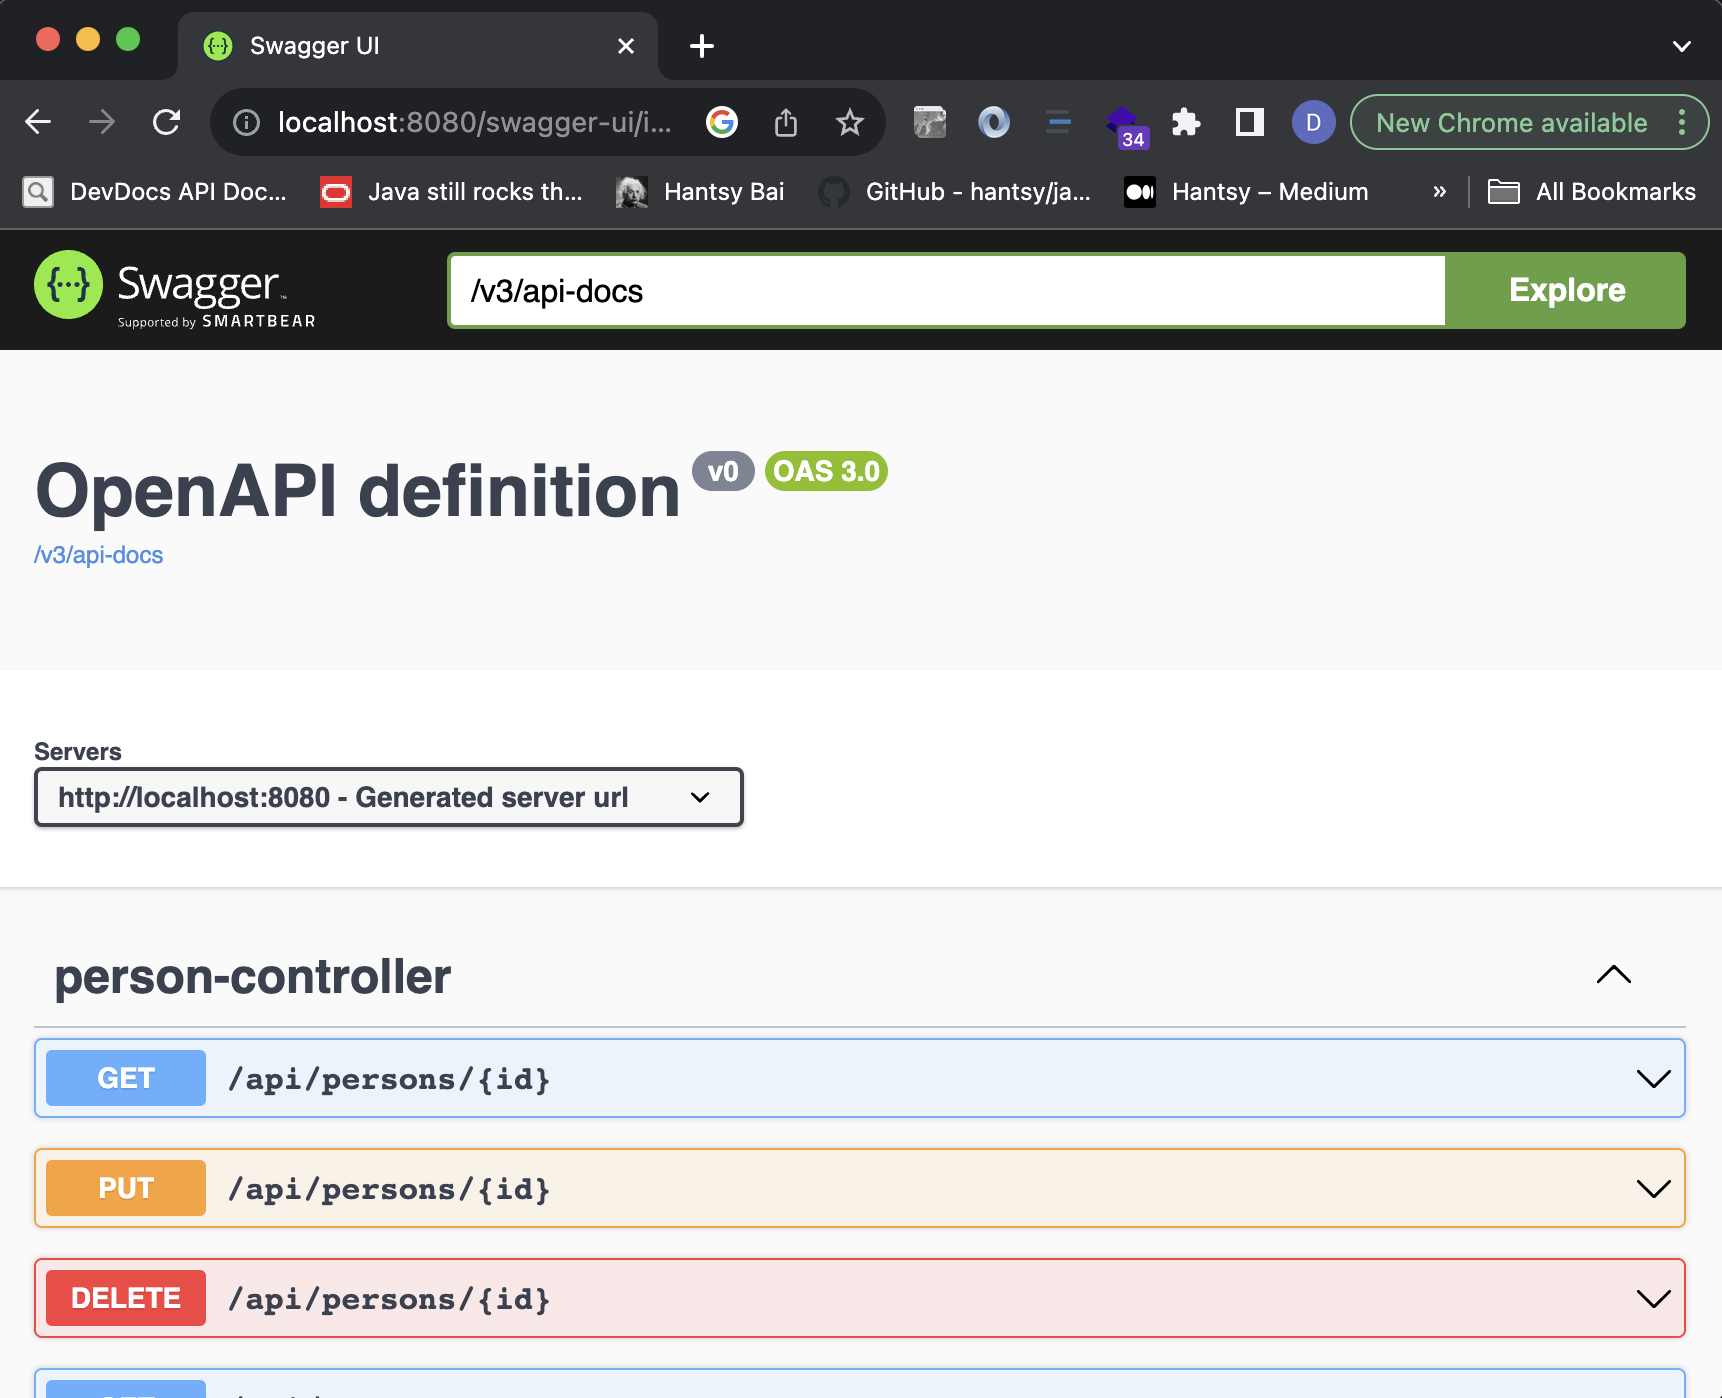 Swagger UI
localhost:8080/swagger-ui/i...
34
D
New Chrome available
DevDocs API Doc...
Java still rocks th...
Hantsy Bai
GitHub - hantsy/ja...
Hantsy – Medium
»
All Bookmarks
{···} Swagger™
Supported by SMARTBEAR
/v3/api-docs
Explore
OpenAPI definition v0 OAS 3.0
/v3/api-docs
Servers
http://localhost:8080 - Generated server url
person-controller
GET /api/persons/{id}
PUT /api/persons/{id}
DELETE /api/persons/{id}